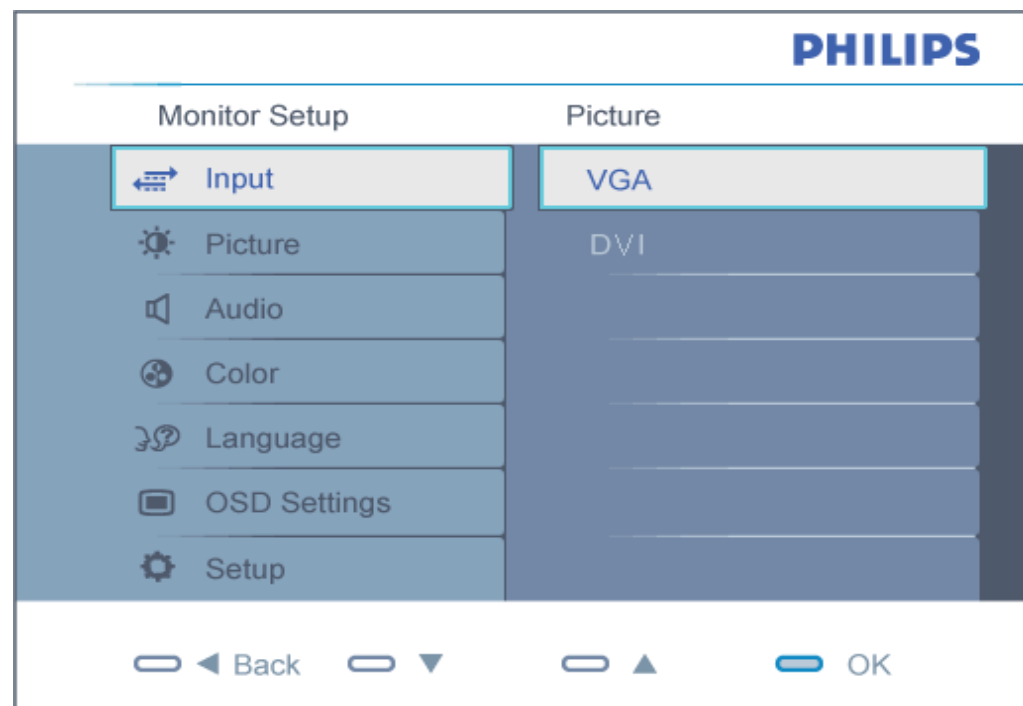 PHILIPS
Monitor Setup Picture
Input VGA
Picture DVI
Audio
Color
Language
OSD Settings
Setup
Back OK